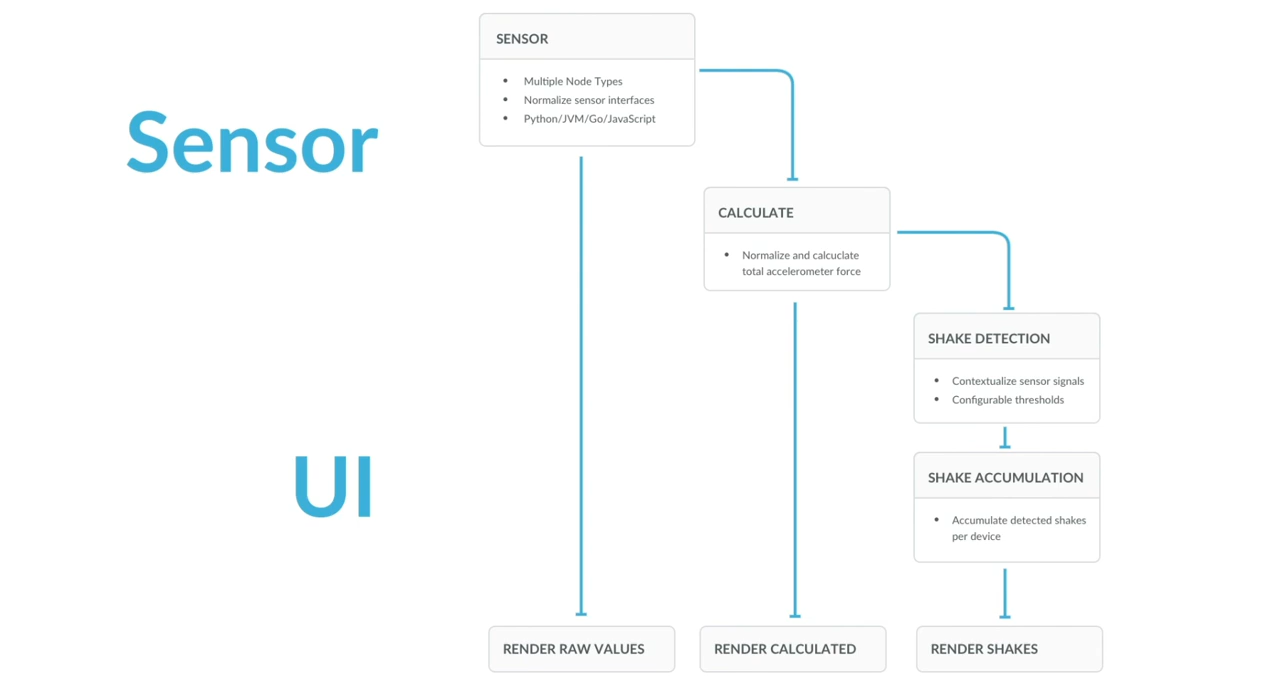 SENSOR
• Multiple Node Types
• Normalize sensor interfaces
• Python/JVM/Go/JavaScript
Sensor
CALCULATE
• Normalize and calcuclate
total accelerometer force
SHAKE DETECTION
• Contextualize sensor signals
• Configurable thresholds
UI
SHAKE ACCUMULATION
• Accumulate detected shakes
per device
RENDER RAW VALUES
RENDER CALCULATED
RENDER SHAKES